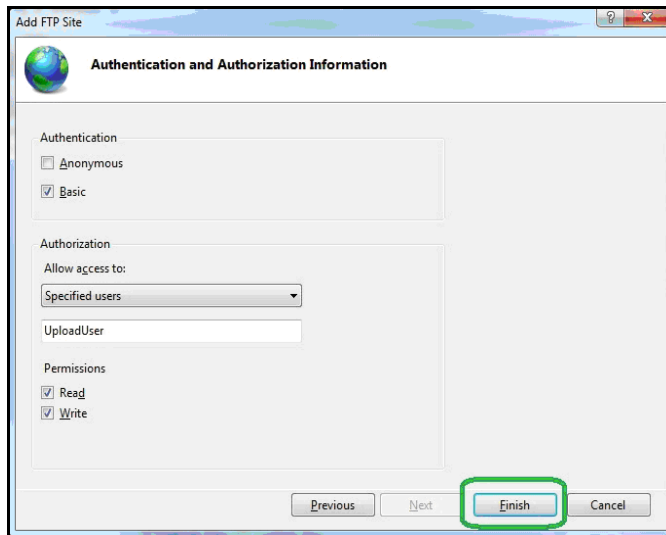 Add FTP Site
Authentication and Authorization Information
Authentication
Anonymous
Basic
Authorization
Allow access to:
Specified users
UploadUser
Permissions
Read
Write
Previous Next Finish Cancel